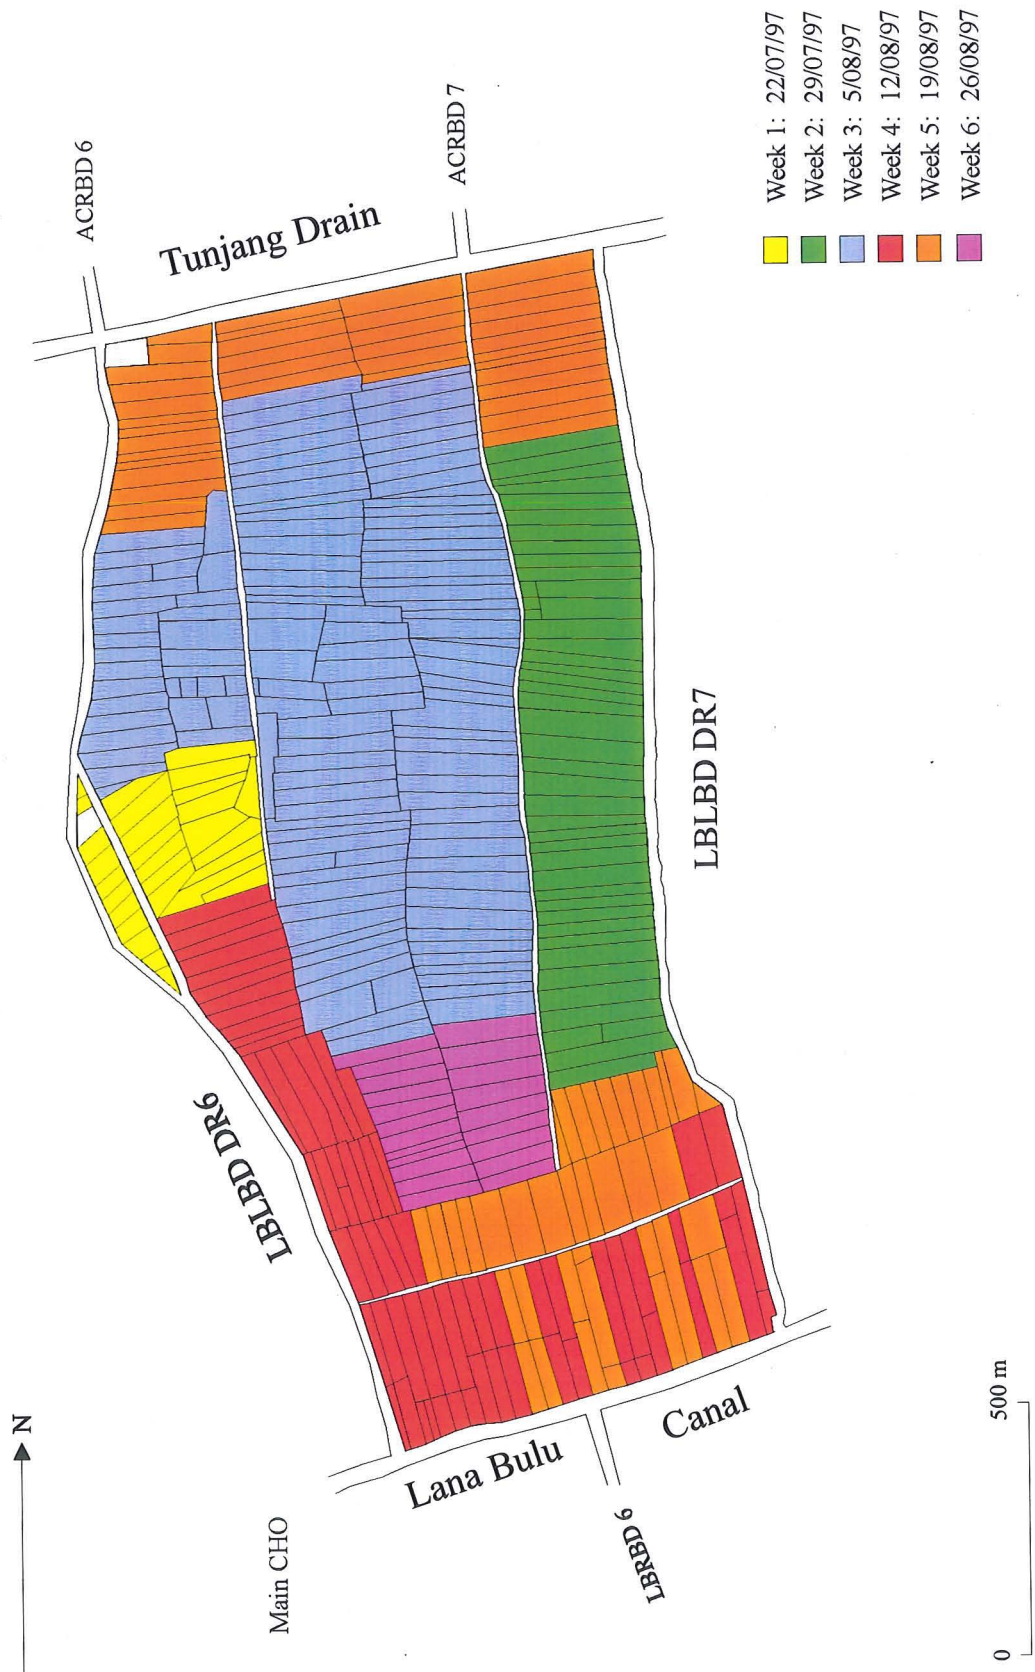 N
ACRBD 6
ACRBD 7
Tunjang Drain
LBLBD DR6
LBLBD DR7
Main CHO
Lana Bulu
Canal
LBRBD 6
Week 1: 22/07/97
Week 2: 29/07/97
Week 3: 5/08/97
Week 4: 12/08/97
Week 5: 19/08/97
Week 6: 26/08/97
0
500 m